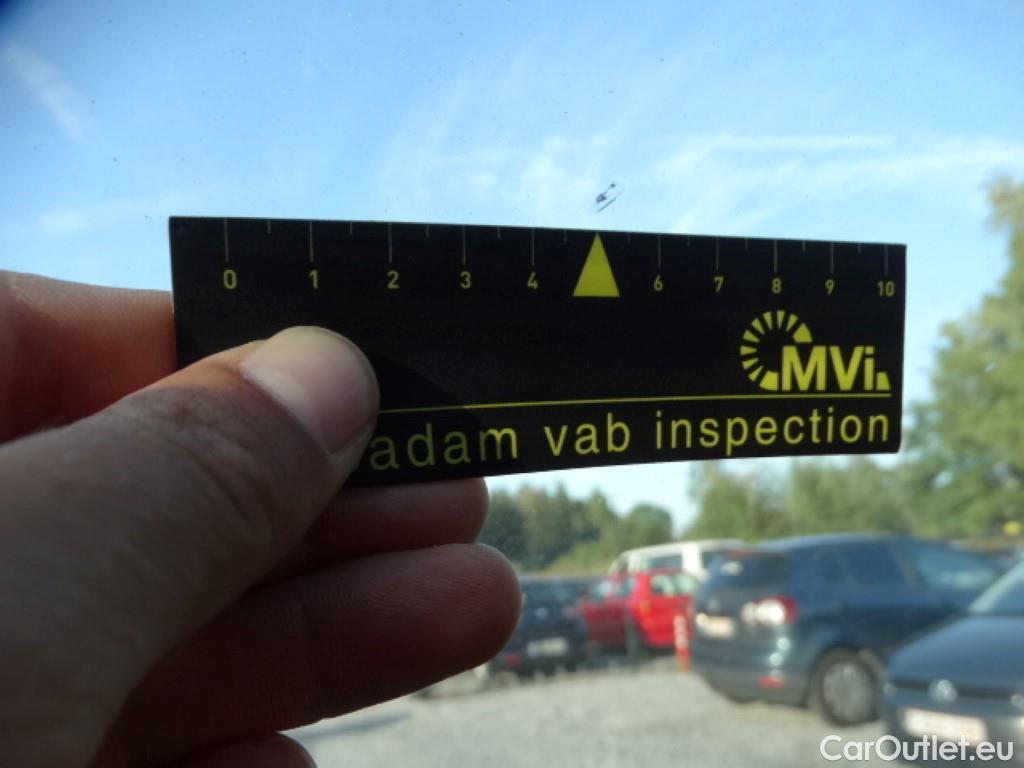 0 1 2 3 4 6 7 8 9 10
MVi
adam vab inspection
CarOutlet.eu